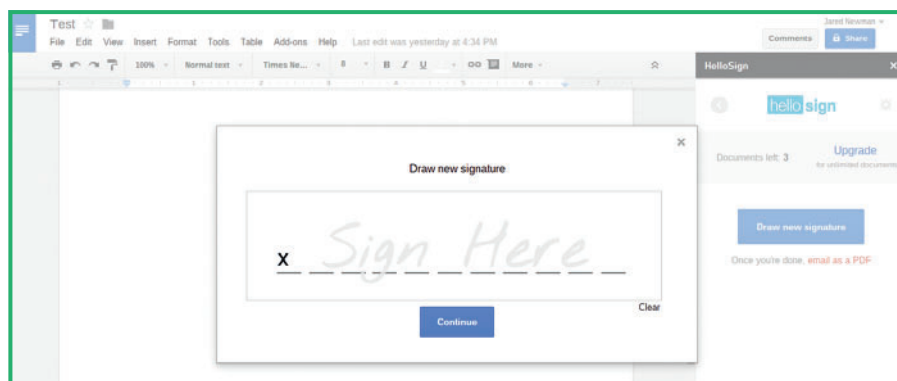 Test
Jared Newman
File Edit View Insert Format Tools Table Add-ons Help Last edit was yesterday at 4:34 PM
Comments Share
100% Normal text Times Ne... 8 B I U More
HelloSign x
hellosign
Documents left: 3 Upgrade
for unlimited documents
Draw new signature
X Sign Here
Clear
Continue
Draw new signature
Once you're done, email as a PDF